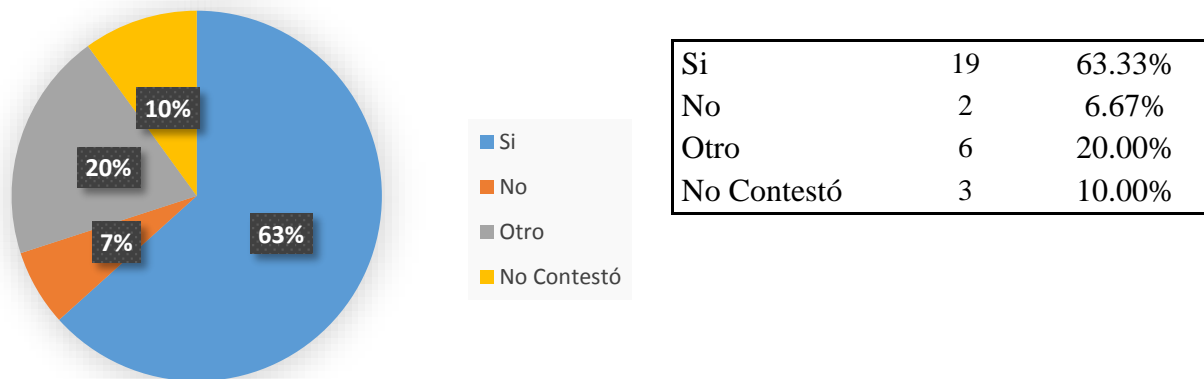 10%
20%
7%
63%
Si
No
Otro
No Contestó
Si 19 63.33%
No 2 6.67%
Otro 6 20.00%
No Contestó 3 10.00%